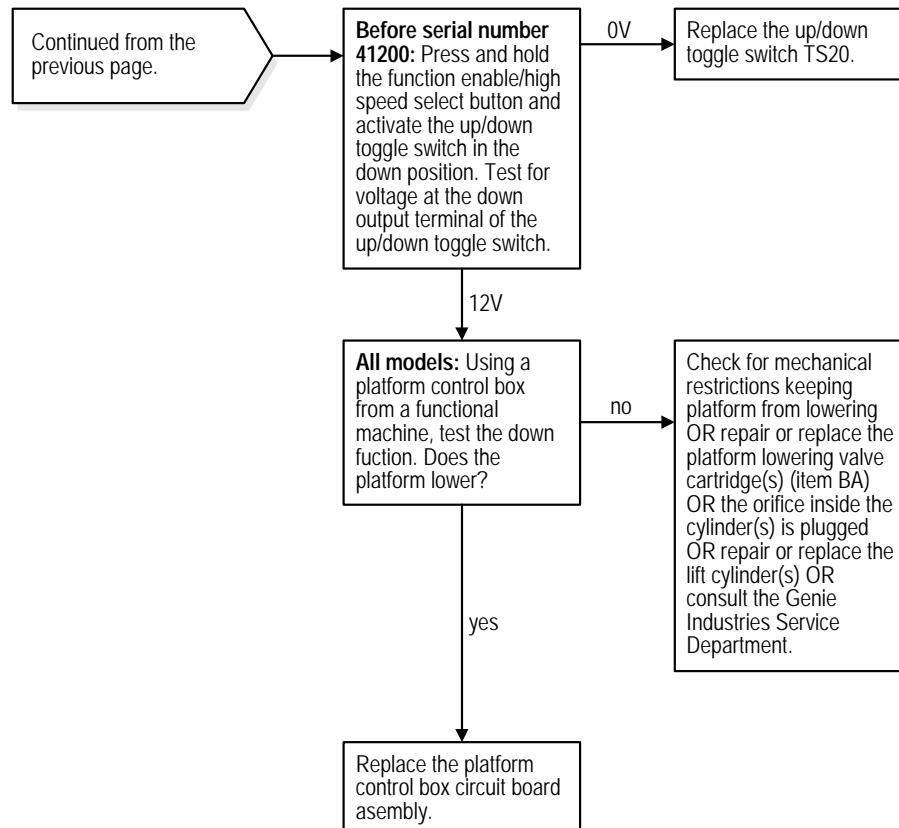 Continued from the
previous page.
Before serial number
41200: Press and hold
the function enable/high
speed select button and
activate the up/down
toggle switch in the
down position. Test for
voltage at the down
output terminal of the
up/down toggle switch.
0V
Replace the up/down
toggle switch TS20.
12V
All models: Using a
platform control box
from a functional
machine, test the down
fuction. Does the
platform lower?
no
Check for mechanical
restrictions keeping
platform from lowering
OR repair or replace the
platform lowering valve
cartridge(s) (item BA)
OR the orifice inside the
cylinder(s) is plugged
OR repair or replace the
lift cylinder(s) OR
consult the Genie
Industries Service
Department.
yes
Replace the platform
control box circuit board
asembly.